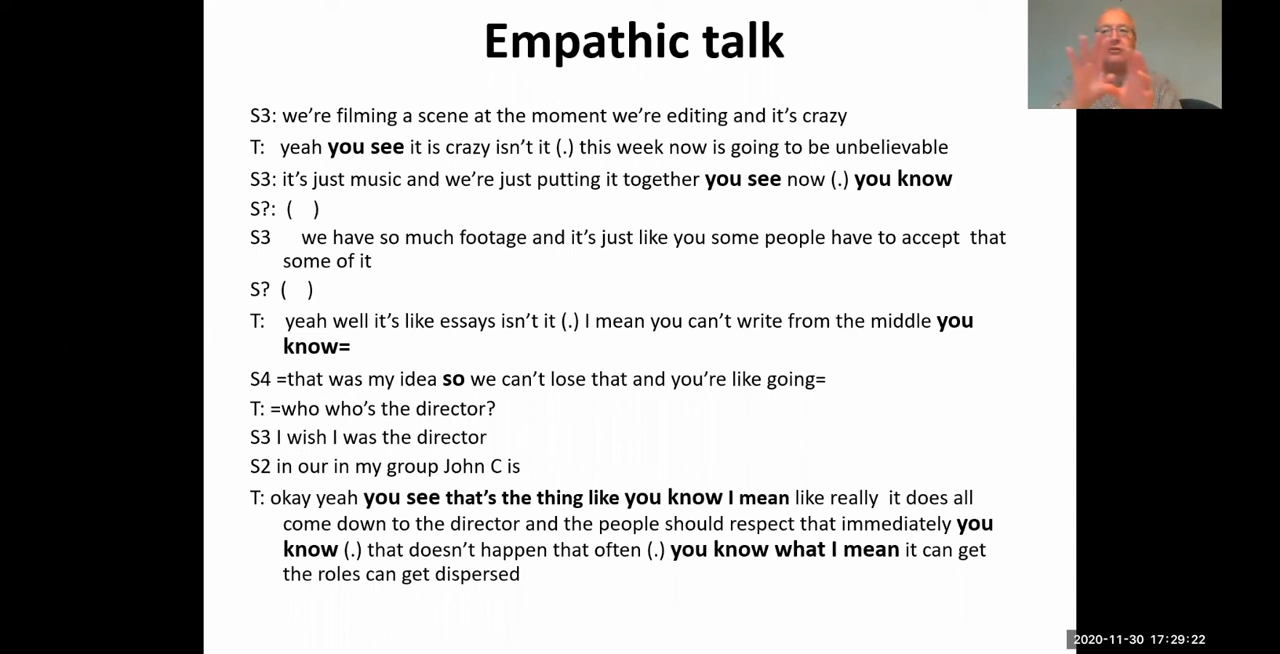 Empathic talk
S3: we're filming a scene at the moment we're editing and it's crazy
T: yeah you see it is crazy isn't it (.) this week now is going to be unbelievable
S3: it's just music and we're just putting it together you see now (.) you know
S?: ( )
S3 we have so much footage and it's just like you some people have to accept that
some of it
S? ( )
T: yeah well it's like essays isn't it (.) I mean you can't write from the middle you
know=
S4 =that was my idea so we can't lose that and you're like going=
T: =who who's the director?
S3 I wish I was the director
S2 in our in my group John C is
T: okay yeah you see that's the thing like you know I mean like really it does all
come down to the director and the people should respect that immediately you
know (.) that doesn't happen that often (.) you know what I mean it can get
the roles can get dispersed
2020-11-30 17:29:22